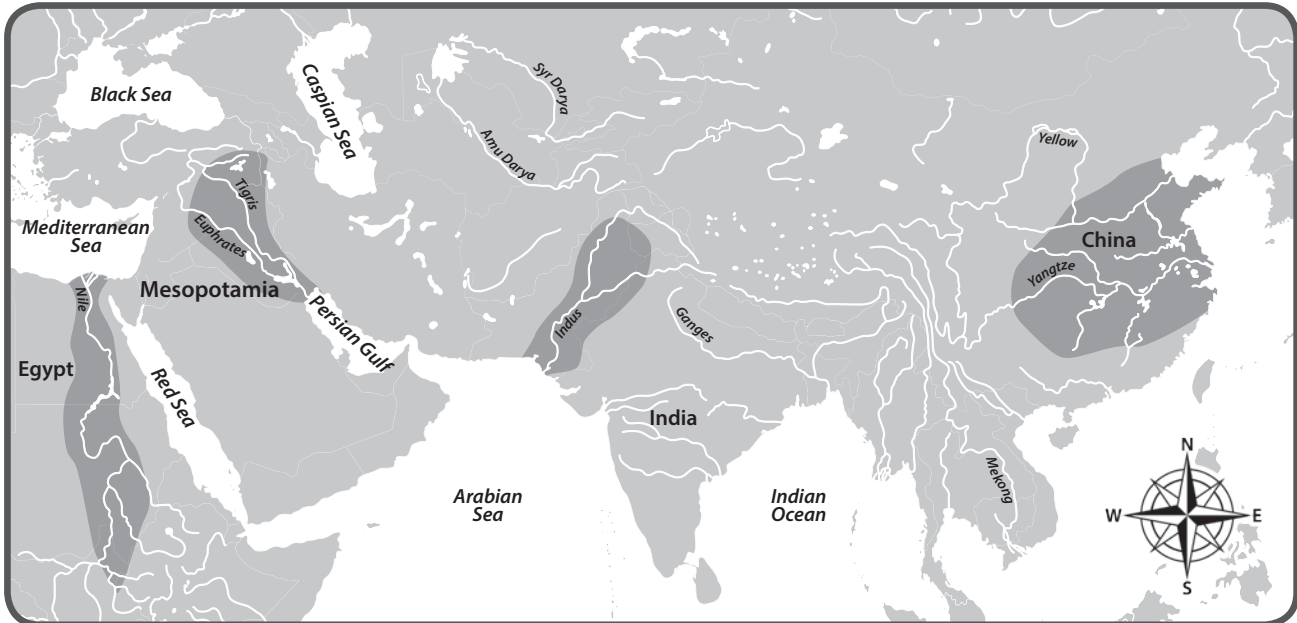 Black Sea
Caspian Sea
Syr Darya
Amu Darya
Yellow
Tigris
Euphrates
Mediterranean
Sea
China
Yangtze
Mesopotamia
Nile
Persian Gulf
Indus
Ganges
Egypt
Red Sea
India
Mekong
Arabian
Sea
Indian
Ocean
N
W
E
S